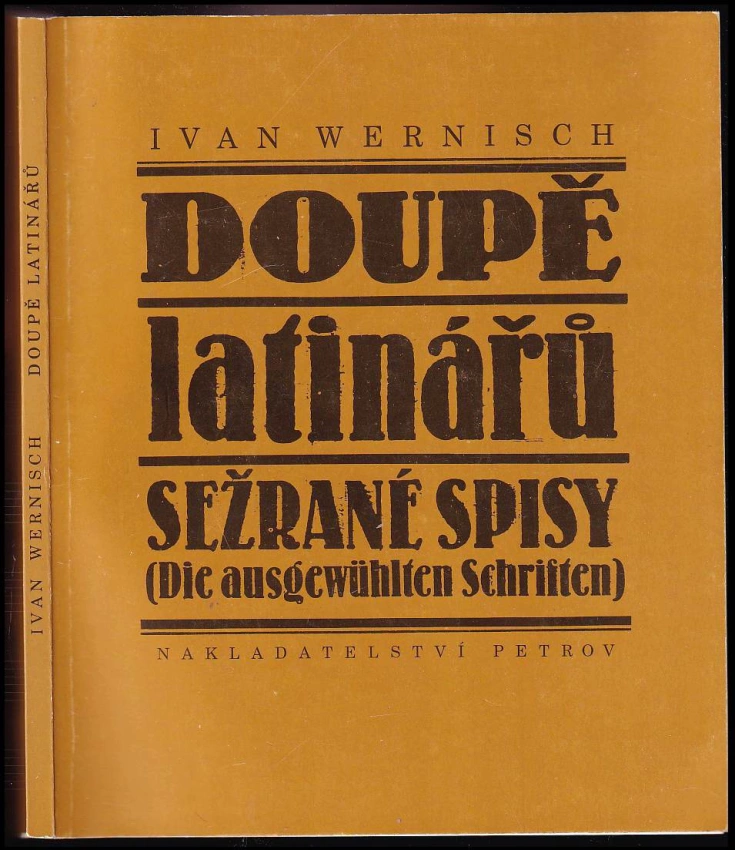 IVAN WERNISCH
DOUPĚ
latinářů
SEŽRANÉ SPISY
(Die ausgewühlten Schriften)
NAKLADATELSTVÍ PETROV
IVAN WERNISCH DOUPĚ LATINÁŘŮ